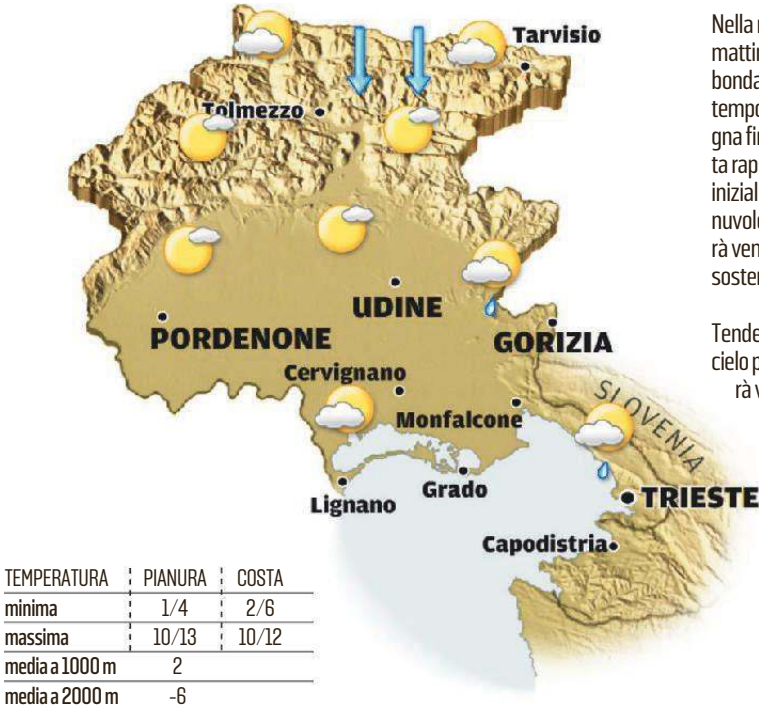 Tarvisio
Tolmezzo
UDINE
PORDENONE
GORIZIA
Cervignano
Monfalcone
SLOVENIA
Lignano
Grado
TRIESTE
Capodistria
Nella
mattin
bonda
tempo
gna fin
ta rap
inizial
nuvolo
rà ven
soster
Tende
cielo p
rà v
TEMPERATURA PIANURA COSTA
minima 1/4 2/6
massima 10/13 10/12
media a 1000 m 2
media a 2000 m -6